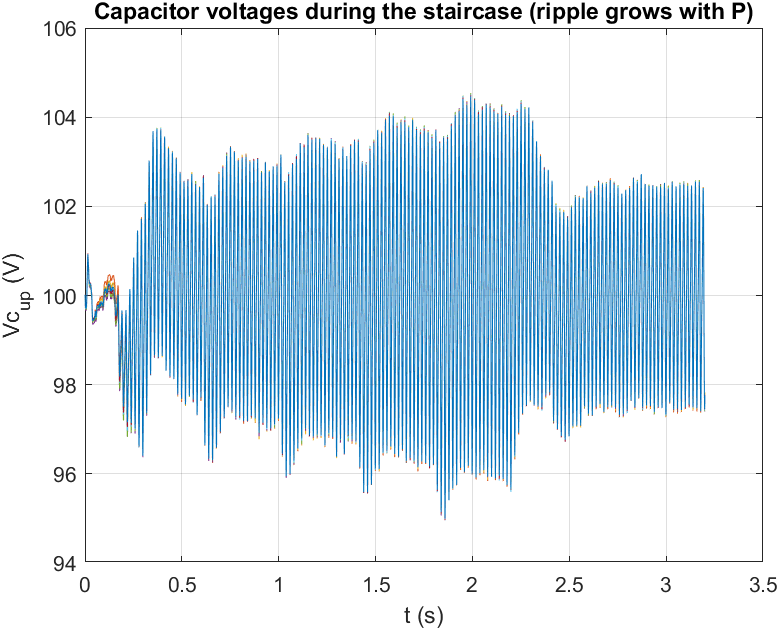 Capacitor voltages during the staircase (ripple grows with P)
106
104
102
100
98
96
94
Vc_up (V)
0 0.5 1 1.5 2 2.5 3 3.5
t (s)